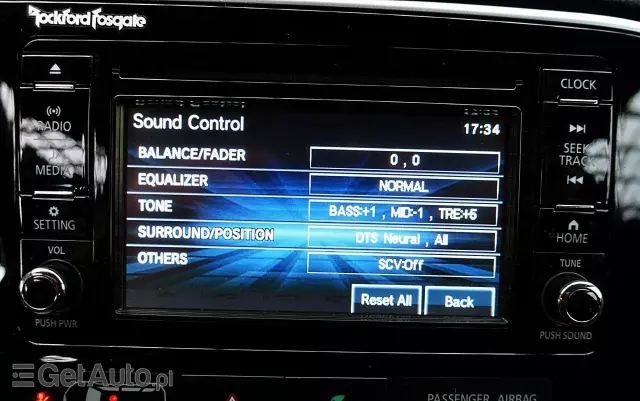 Rockford Fosgate
Sound Control
17:34
BALANCE/FADER
0 , 0
EQUALIZER
NORMAL
TONE
BASS:+1 , MID:-1 , TRE:+5
SURROUND/POSITION
DTS Neural , All
OTHERS
SCV:Off
Reset All
Back
RADIO
MEDIA
SETTING
VOL
PUSH PWR
CLOCK
SEEK
TRACK
HOME
TUNE
PUSH SOUND
PASSENGER AIRBAG
GetAuto.pl